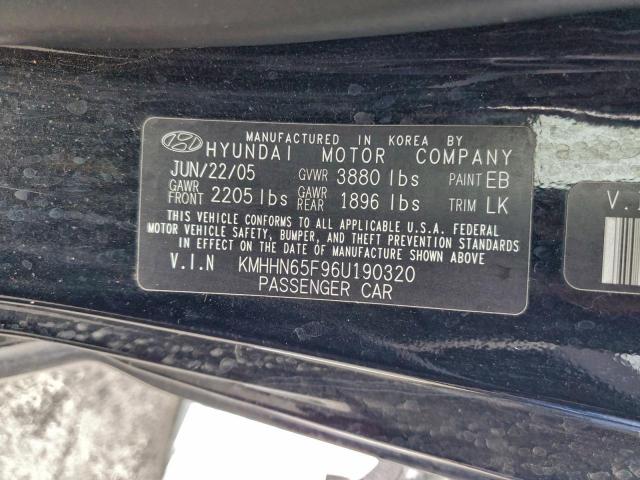 MANUFACTURED IN KOREA BY
HYUNDAI MOTOR COMPANY
JUN/22/05 GVWR 3880 lbs PAINT EB
GAWR FRONT 2205 lbs GAWR REAR 1896 lbs TRIM LK
THIS VEHICLE CONFORMS TO ALL APPLICABLE U.S.A. FEDERAL
MOTOR VEHICLE SAFETY, BUMPER, AND THEFT PREVENTION STANDARDS
IN EFFECT ON THE DATE OF MANUFACTURE SHOWN ABOVE
V.I.N KMHHN65F96U190320
PASSENGER CAR
V.I